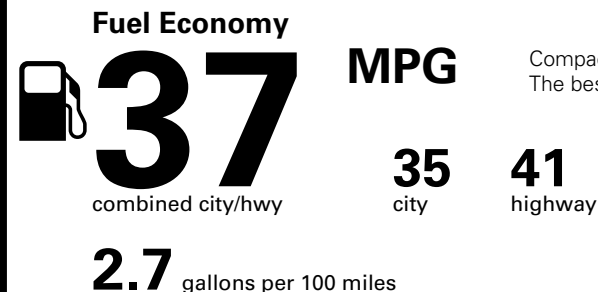 Fuel Economy
37 MPG
The
35 41
combined city/hwy city highway
2.7 gallons per 100 miles